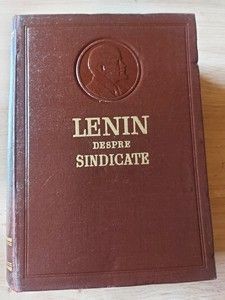 LENIN
DESPRE
SINDICATE